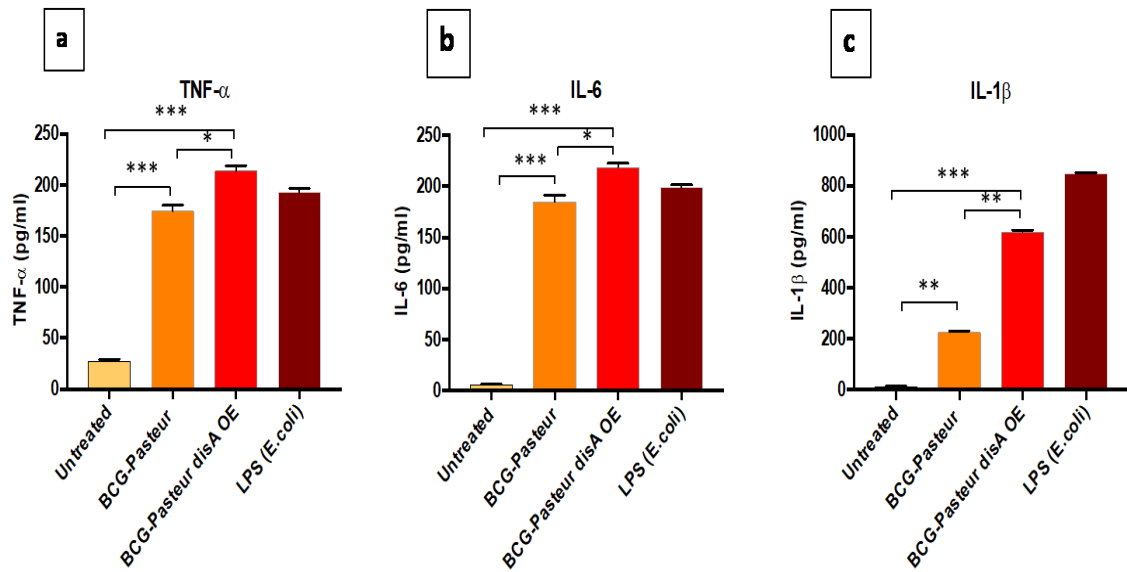 a
TNF-α
***
*
***
250
200
150
100
50
0
TNF-α (pg/ml)
Untreated
BCG-Pasteur
BCG-Pasteur disA OE
LPS (E.coli)
b
IL-6
***
*
***
250
200
150
100
50
0
IL-6 (pg/ml)
Untreated
BCG-Pasteur
BCG-Pasteur disA OE
LPS (E.coli)
c
IL-1β
***
**
**
1000
800
600
400
200
0
IL-1β (pg/ml)
Untreated
BCG-Pasteur
BCG-Pasteur disA OE
LPS (E.coli)